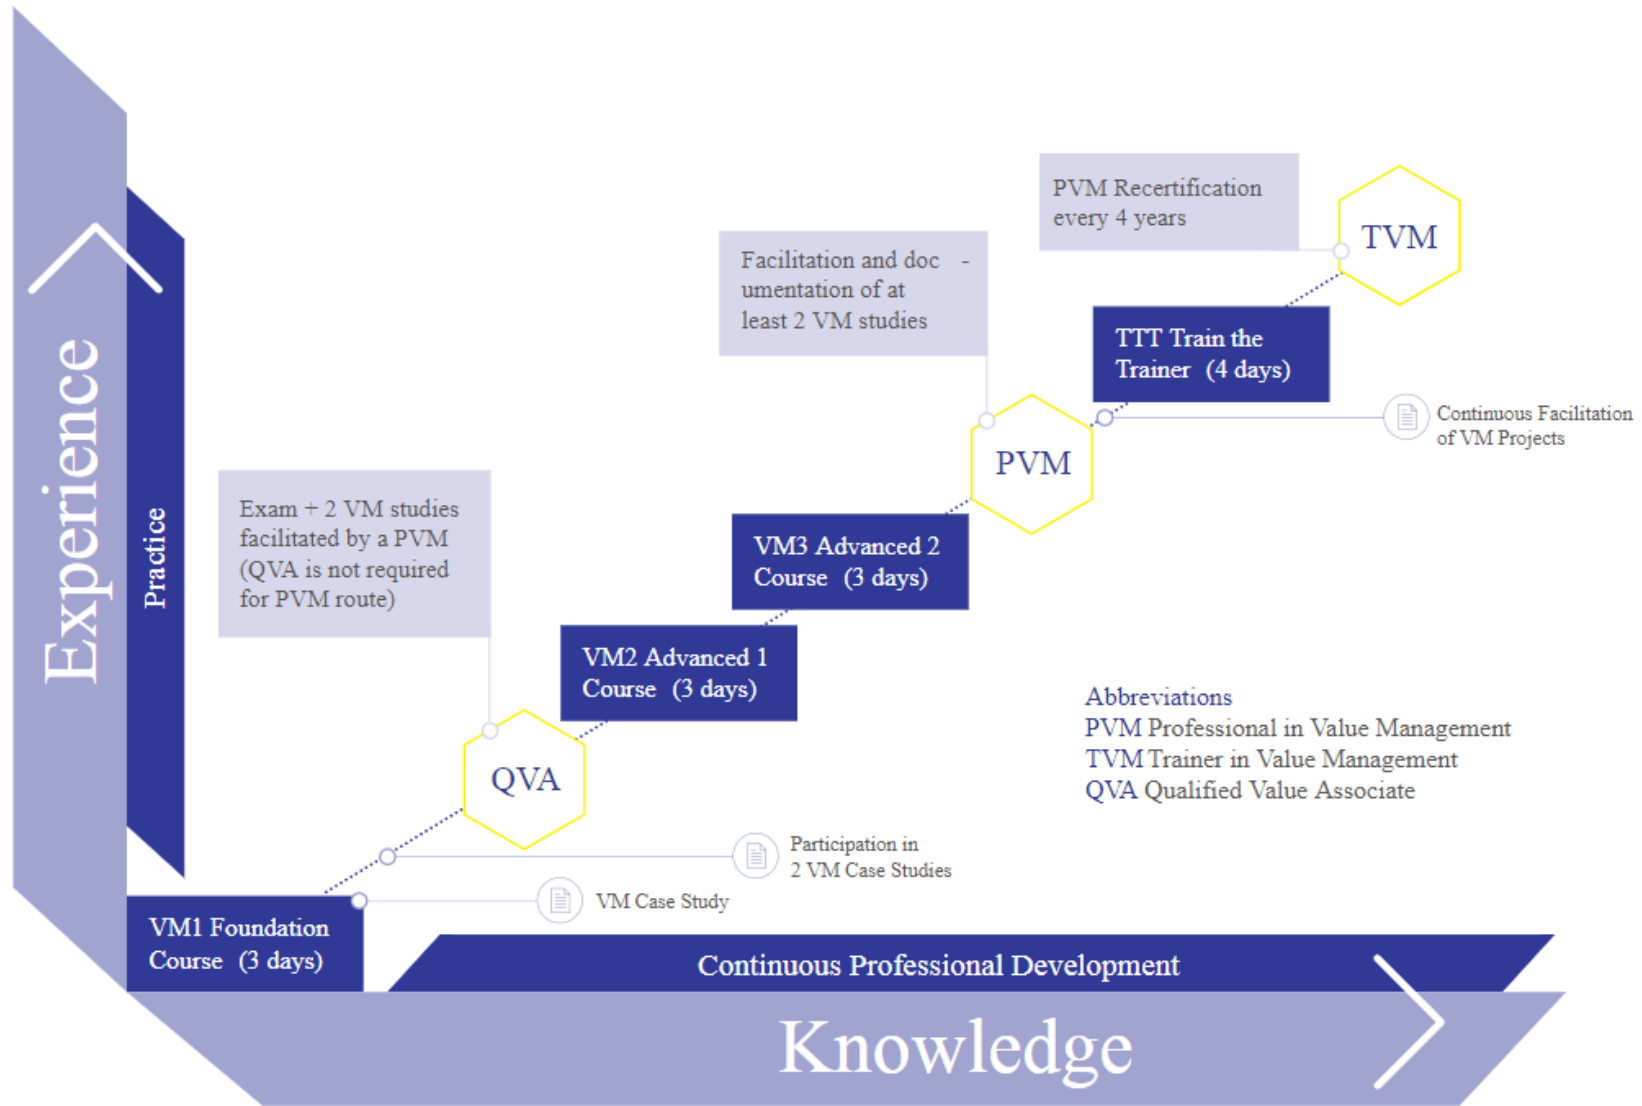 PVM Recertification
every 4 years
TVM
Facilitation and doc -
umentation of at
least 2 VM studies
TTT Train the
Trainer (4 days)
Continuous Facilitation
of VM Projects
PVM
Exam + 2 VM studies
facilitated by a PVM
(QVA is not required
for PVM route)
VM3 Advanced 2
Course (3 days)
VM2 Advanced 1
Course (3 days)
QVA
Abbreviations
PVM Professional in Value Management
TVM Trainer in Value Management
QVA Qualified Value Associate
Participation in
2 VM Case Studies
VM Case Study
VM1 Foundation
Course (3 days)
Experience
Practice
Continuous Professional Development
Knowledge